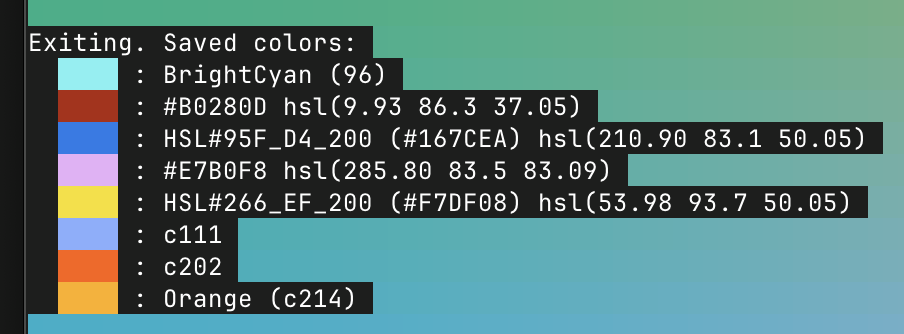 Exiting. Saved colors:
: BrightCyan (96)
: #B0280D hsl(9.93 86.3 37.05)
: HSL#95F_D4_200 (#167CEA) hsl(210.90 83.1 50.05)
: #E7B0F8 hsl(285.80 83.5 83.09)
: HSL#266_EF_200 (#F7DF08) hsl(53.98 93.7 50.05)
: c111
: c202
: Orange (c214)